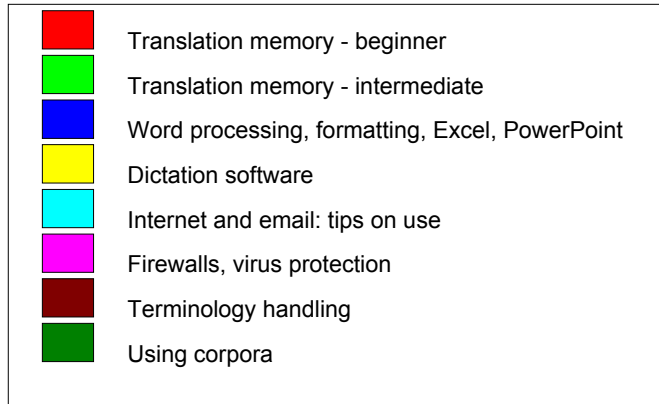 Translation memory - beginner
Translation memory - intermediate
Word processing, formatting, Excel, PowerPoint
Dictation software
Internet and email: tips on use
Firewalls, virus protection
Terminology handling
Using corpora